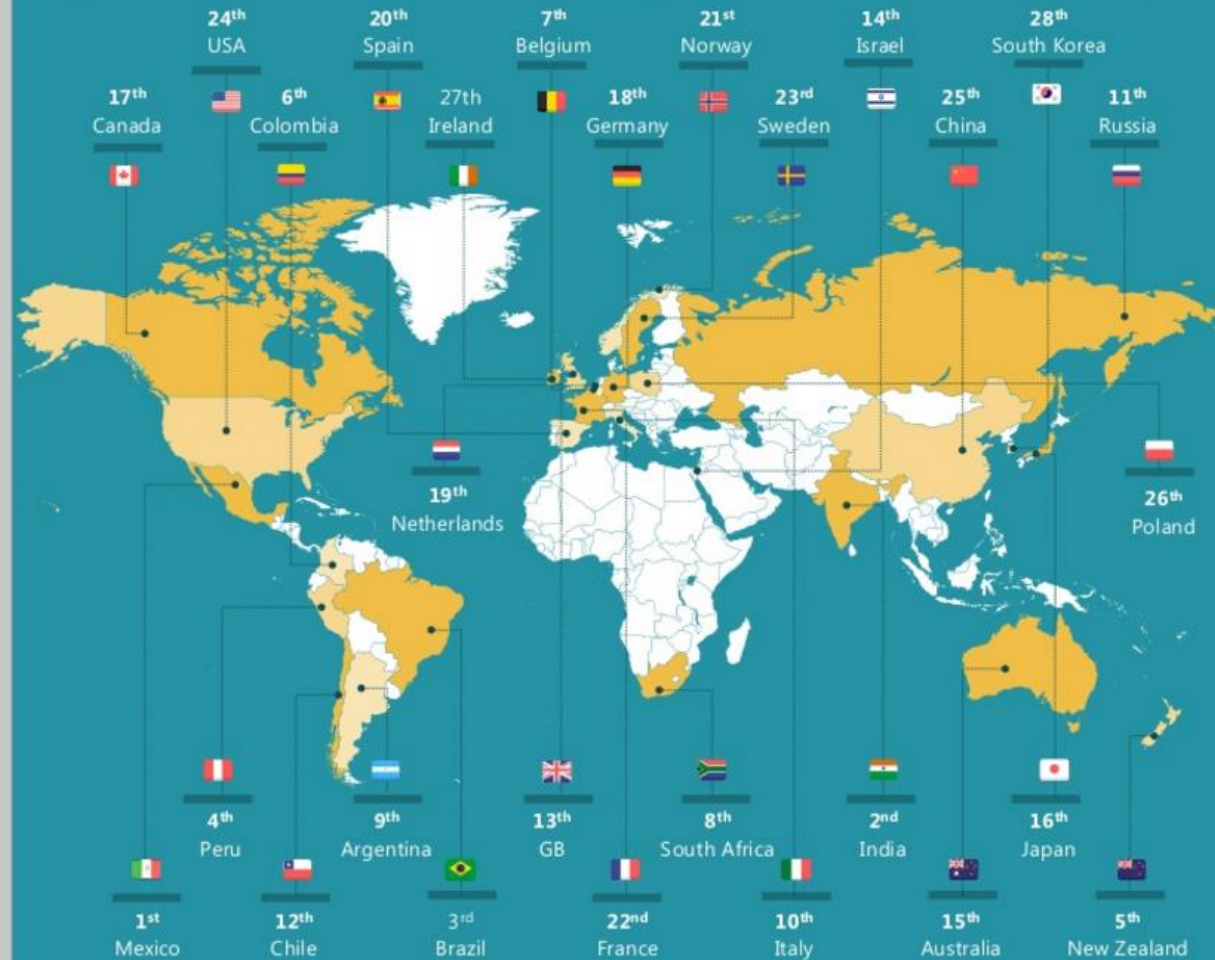 24th
USA
20th
Spain
7th
Belgium
21st
Norway
14th
Israel
28th
South Korea
17th
Canada
6th
Colombia
27th
Ireland
18th
Germany
23rd
Sweden
25th
China
11th
Russia
19th
Netherlands
26th
Poland
4th
Peru
9th
Argentina
13th
GB
8th
South Africa
2nd
India
16th
Japan
1st
Mexico
12th
Chile
3rd
Brazil
22nd
France
10th
Italy
15th
Australia
5th
New Zealand